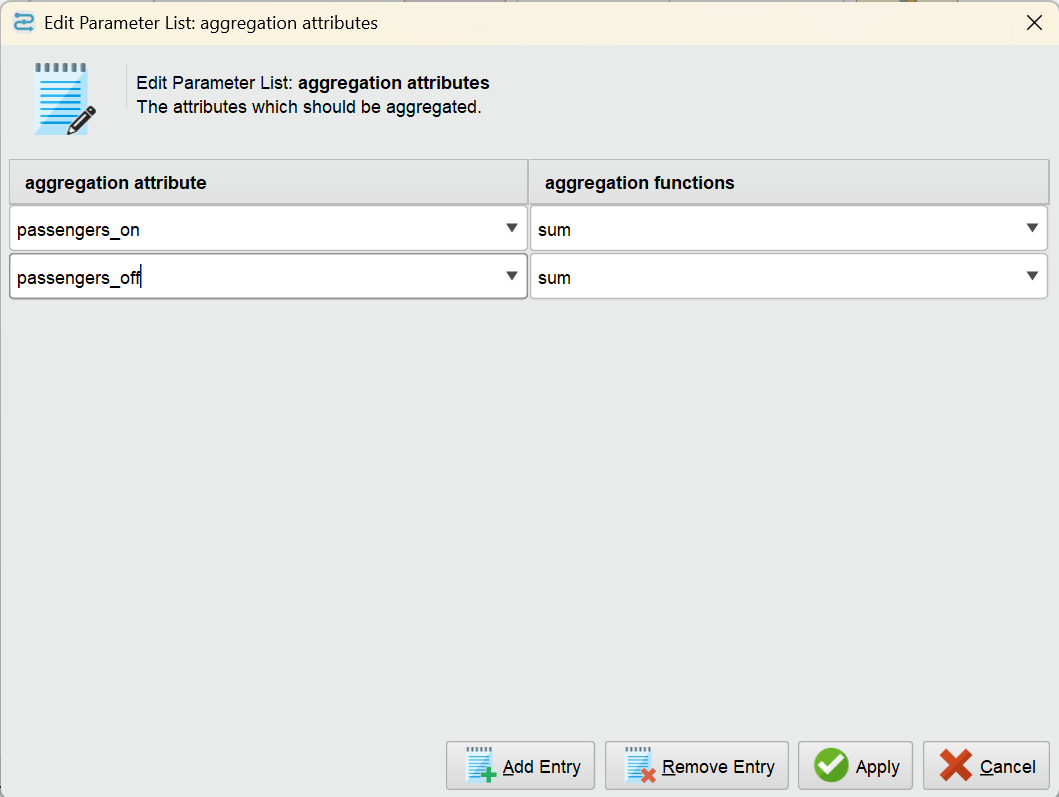 Edit Parameter List: aggregation attributes
Edit Parameter List: aggregation attributes
The attributes which should be aggregated.
aggregation attribute aggregation functions
passengers_on sum
passengers_off sum
Add Entry Remove Entry Apply Cancel